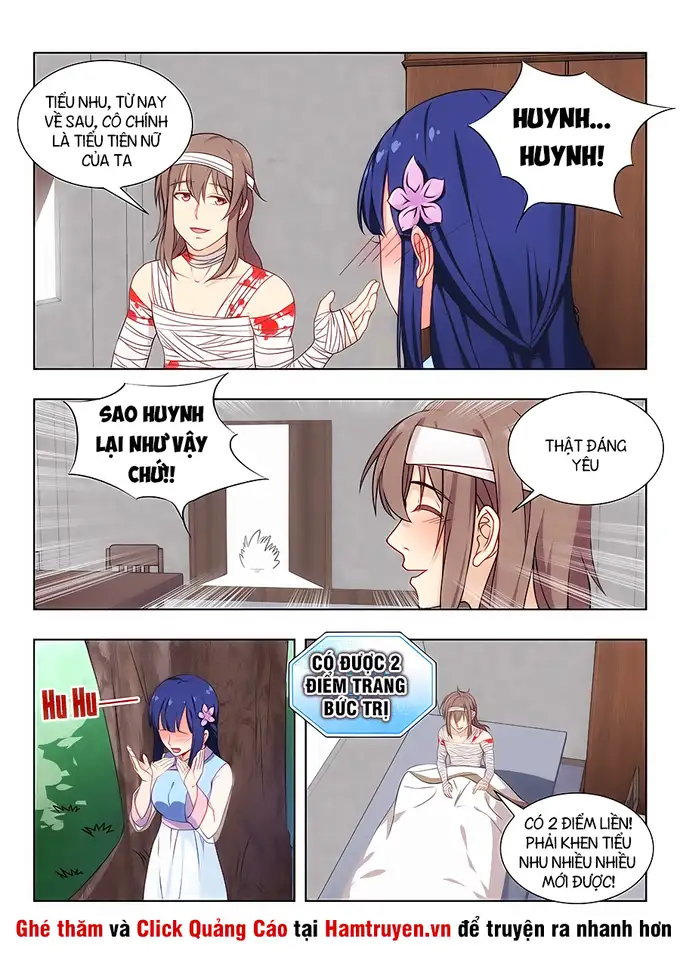 TIỂU NHU, TỪ NAY
VỀ SAU, CÔ CHÍNH
LÀ TIỂU TIÊN NỮ
CỦA TA
HUYNH...
HUYNH!
SAO HUYNH
LẠI NHƯ VẬY
CHỨ!!
THẬT ĐÁNG
YÊU
Hu Hu
CÓ ĐƯỢC 2
ĐIỂM TRANG
BỨC TRỊ
CÓ 2 ĐIỂM LIỀN!
PHẢI KHEN TIỂU
NHU NHIỀU NHIỀU
MỚI ĐƯỢC!
Ghé thăm và Click Quảng Cáo tại Hamtruyen.vn để truyện ra nhanh hơn